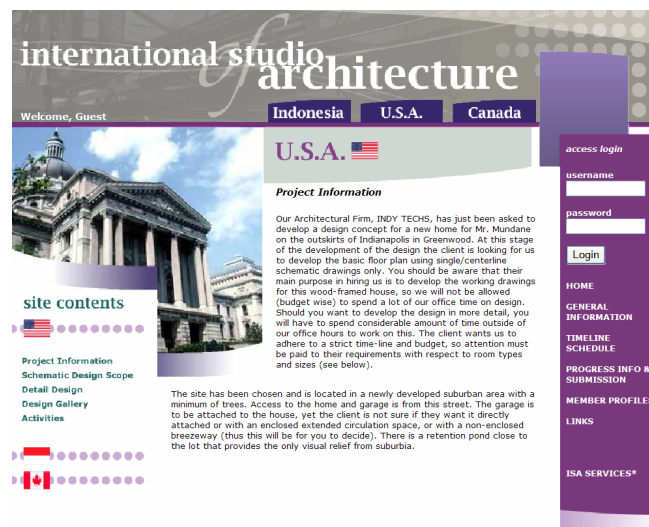 international studio
of
architecture
Welcome, Guest
Indonesia
U.S.A.
Canada
U.S.A.
Project Information
Our Architectural Firm, INDY TECHS, has just been asked to
develop a design concept for a new home for Mr. Mundane
on the outskirts of Indianapolis in Greenwood. At this stage
of the development of the design the client is looking for us
to develop the basic floor plan using single/centerline
schematic drawings only. You should be aware that their
main purpose in hiring us is to develop the working drawings
for this wood-framed house, so we will not be allowed
(budget wise) to spend a lot of our office time on design.
Should you want to develop the design in more detail, you
will have to spend considerable amount of time outside of
our office hours to work on this. The client wants us to
adhere to a strict time-line and budget, so attention must
be paid to their requirements with respect to room types
and sizes (see below).
The site has been chosen and is located in a newly developed suburban area with a
minimum of trees. Access to the home and garage is from this street. The garage is
to be attached to the house, yet the client is not sure if they want it directly
attached or with an enclosed extended circulation space, or with a non-enclosed
breezeway (thus this will be for you to decide). There is a retention pond close to
the lot that provides the only visual relief from suburbia.
site contents
Project Information
Schematic Design Scope
Detail Design
Design Gallery
Activities
access login
username
password
Login
HOME
GENERAL
INFORMATION
TIMELINE
SCHEDULE
PROGRESS INFO &
SUBMISSION
MEMBER PROFILE
LINKS
ISA SERVICES*